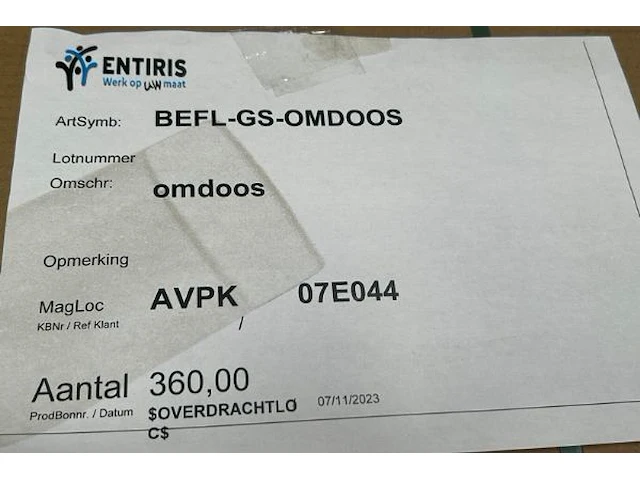 ENTIRIS
Werk op uw maat
ArtSymb: BEFL-GS-OMDOOS
Lotnummer
Omschr: omdoos
Opmerking
MagLoc AVPK 07E044
KBNr / Ref Klant /
Aantal 360,00
ProdBonnr. / Datum $OVERDRACHTLO 07/11/2023
C$